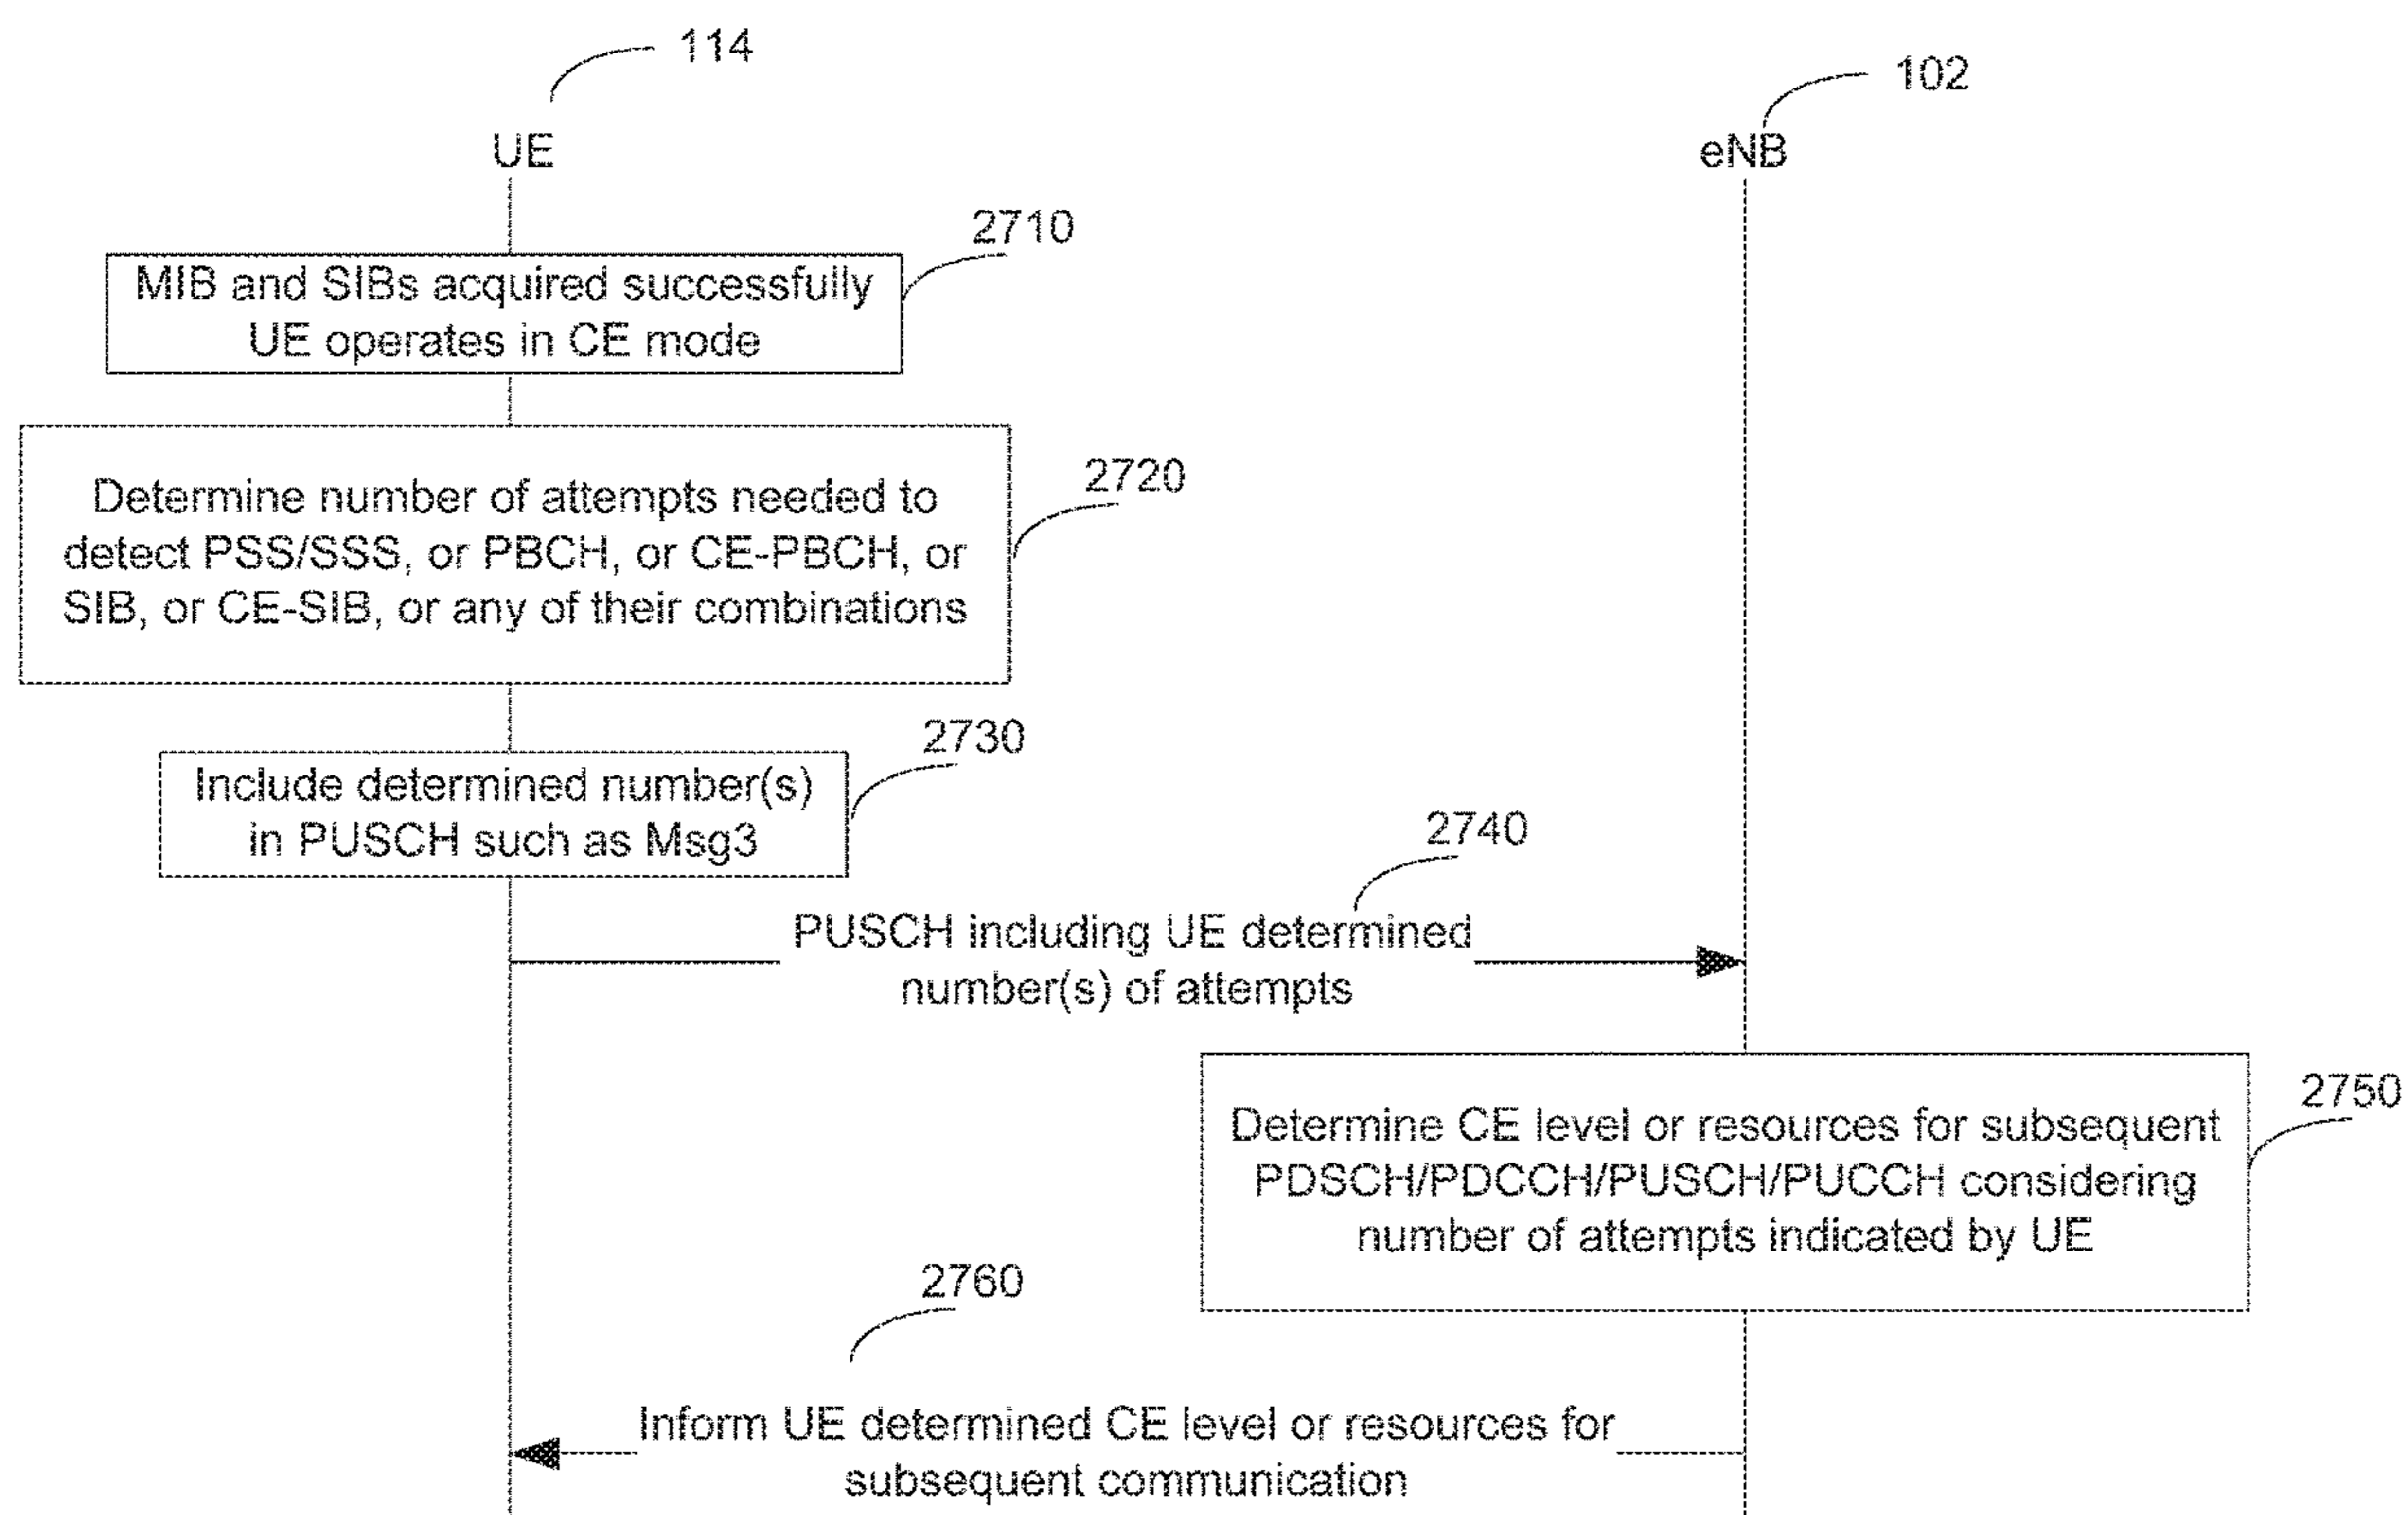 114
102
UE
eNB
2710
MIB and SIBs acquired successfully
UE operates in CE mode
2720
Determine number of attempts needed to
detect PSS/SSS, or PBCH, or CE-PBCH, or
SIB, or CE-SIB, or any of their combinations
2730
Include determined number(s)
in PUSCH such as Msg3
2740
PUSCH including UE determined
number(s) of attempts
2750
Determine CE level or resources for subsequent
PDSCH/PDCCH/PUSCH/PUCCH considering
number of attempts indicated by UE
2760
Inform UE determined CE level or resources for
subsequent communication